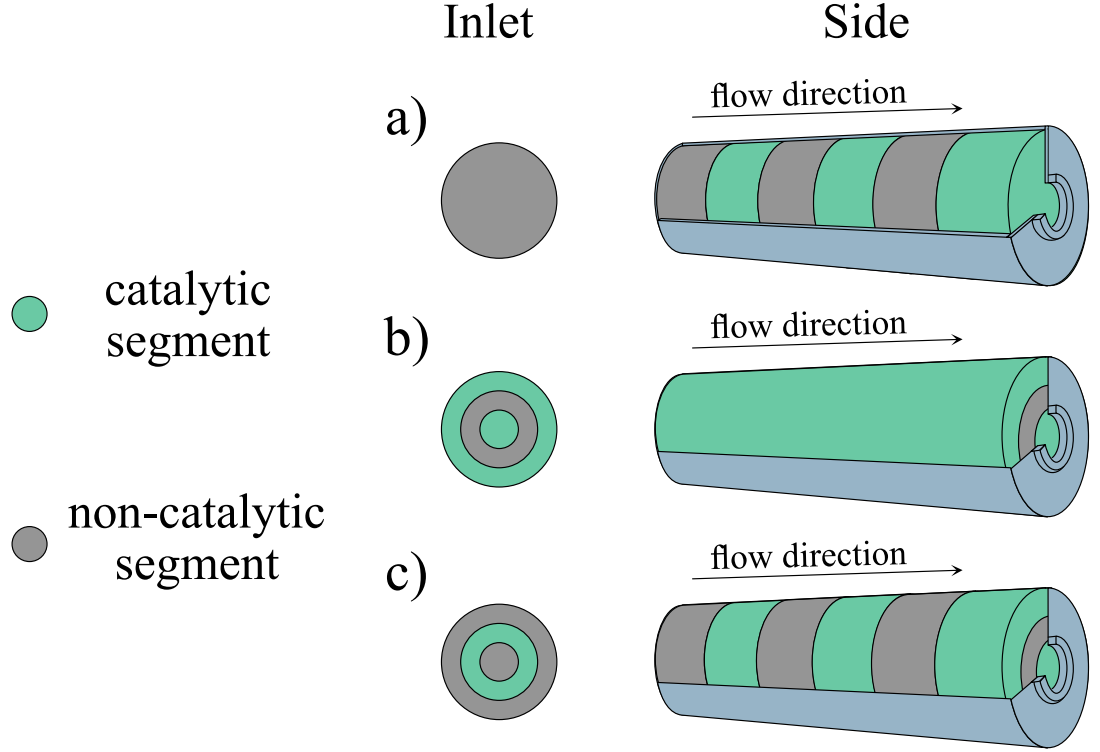 Inlet
Side
a)
flow direction
catalytic
segment
b)
flow direction
non-catalytic
segment
c)
flow direction